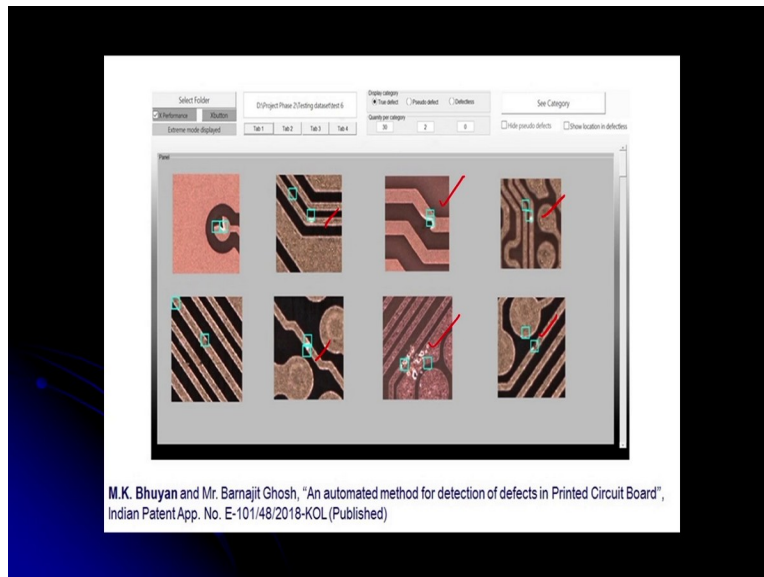 Select Folder
X Performance
Xbutton
Extreme mode displayed
D:\Project Phase 2\Testing dataset\test 6
Tab 1
Tab 2
Tab 3
Tab 4
Display category
True defect
Pseudo defect
Defectless
Quantity per category
30
2
0
See Category
Hide pseudo defects
Show location in defectless
Panel
M.K. Bhuyan and Mr. Barnajit Ghosh, “An automated method for detection of defects in Printed Circuit Board”,
Indian Patent App. No. E-101/48/2018-KOL (Published)